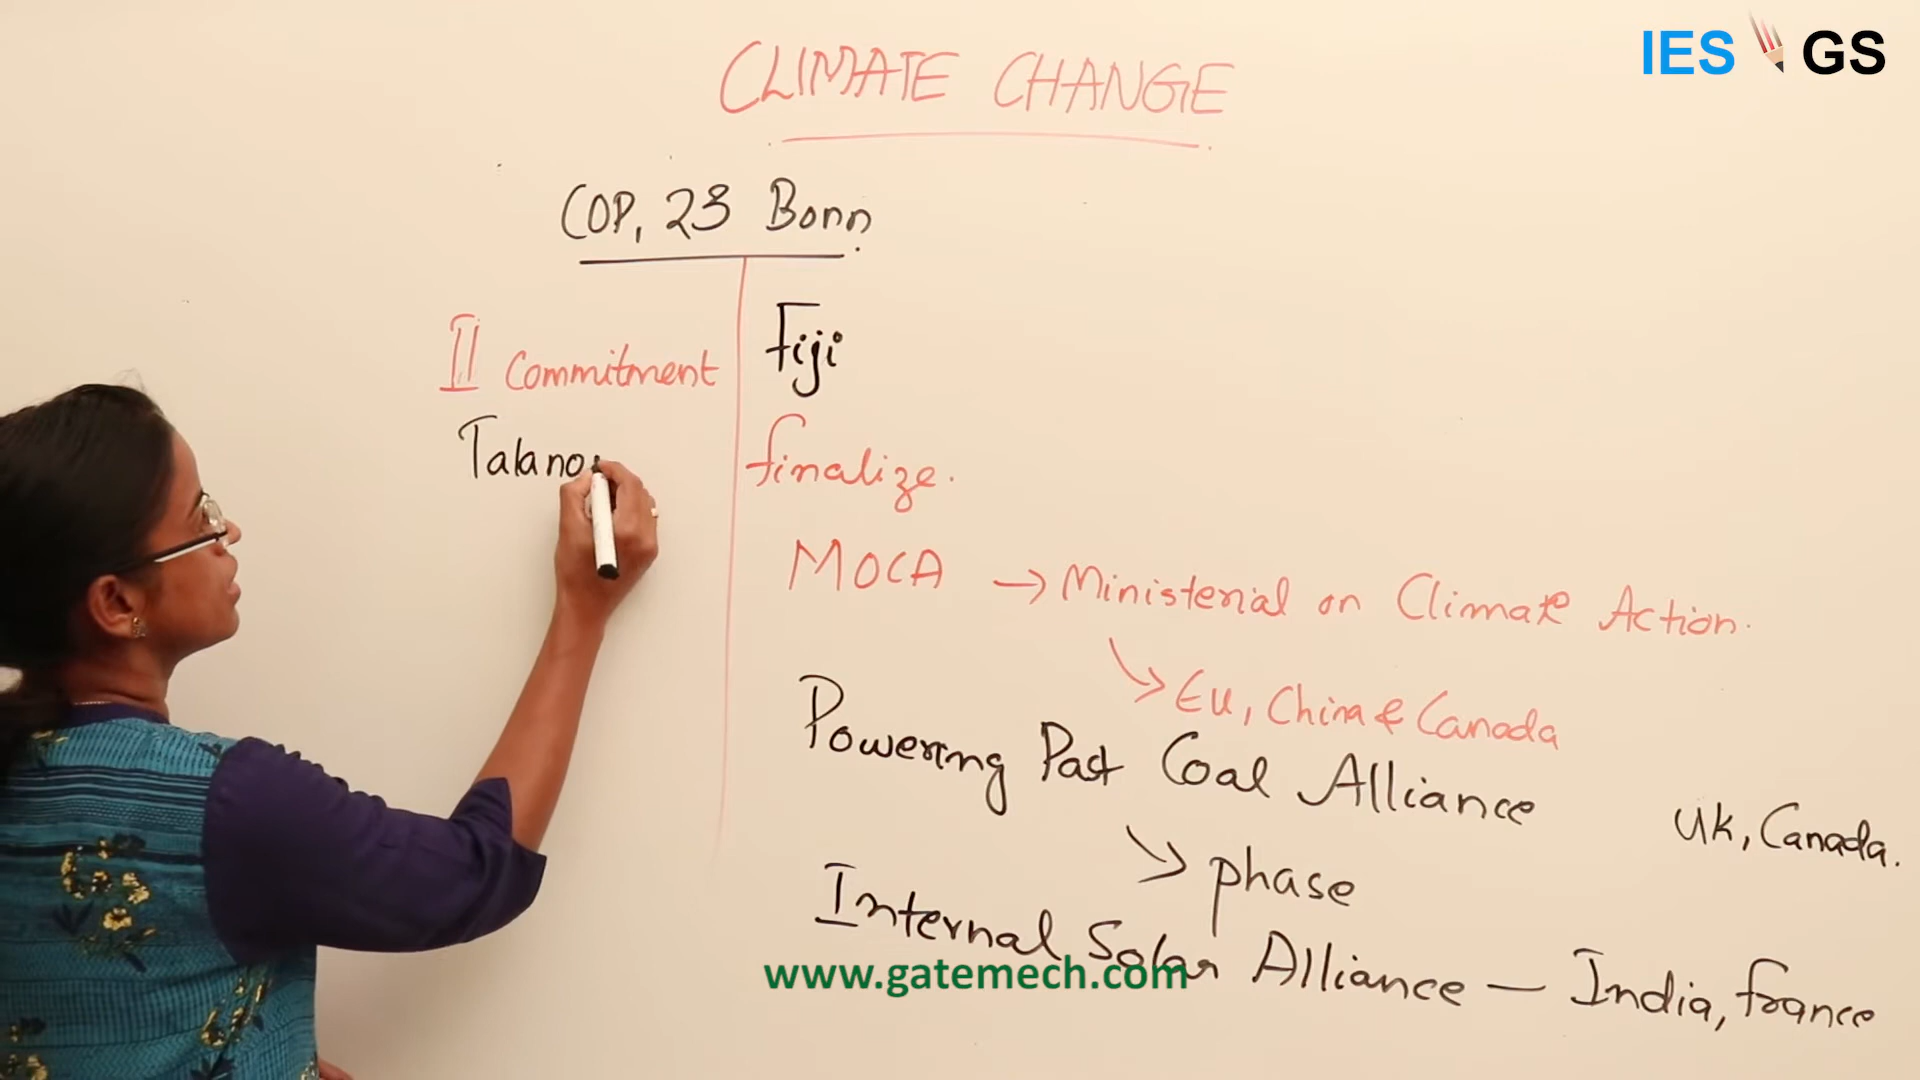 IES GS
CLIMATE CHANGE
COP, 23 Bonn
II Commitment
Talano
Fiji
finalize.
MOCA → Ministerial on Climate Action.
↘ EU, China & Canada
Powering Past Coal Alliance
UK, Canada.
↘ phase
Internal Solar Alliance — India, France
www.gatemech.com